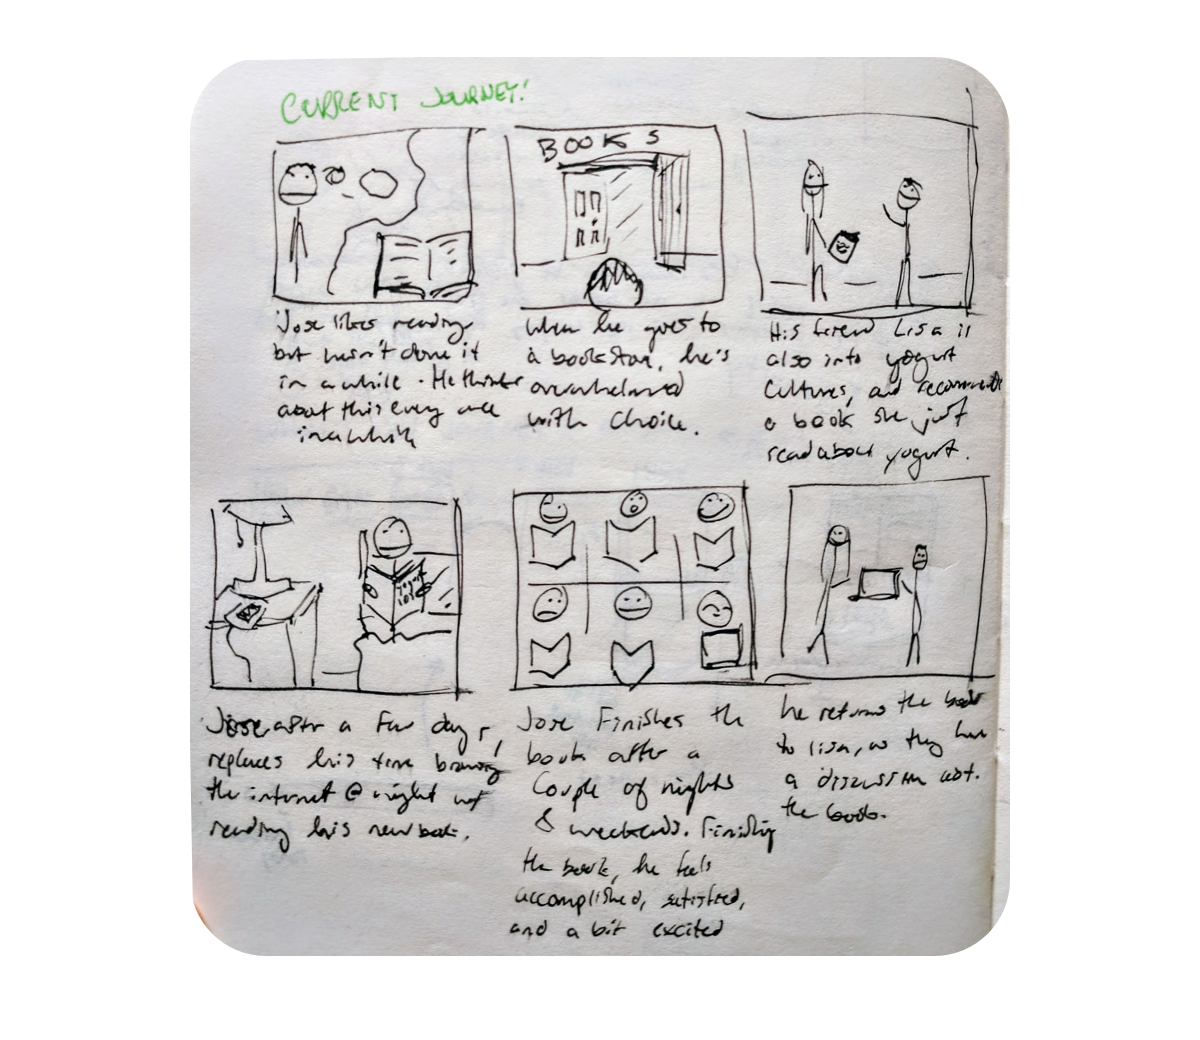 CURRENT JOURNEY!
BOOKS
Jose likes reading
but hasn't done it
in a while. He thinks
about this every once
in a while
When he goes to
a bookstore, he's
overwhelmed
with choice.
His friend Lisa is
also into yogurt
cultures, and recommends
a book she just
read about yogurt.
yogurt
101
Jose after a few days,
replaces his time browsing
the internet @ night w/
reading his new book.
Jose finishes the
book after a
couple of nights
& weekends. Finishing
the book, he feels
accomplished, satisfied,
and a bit excited
he returns the book
to lisa, as they have
a discussion abt.
the book.